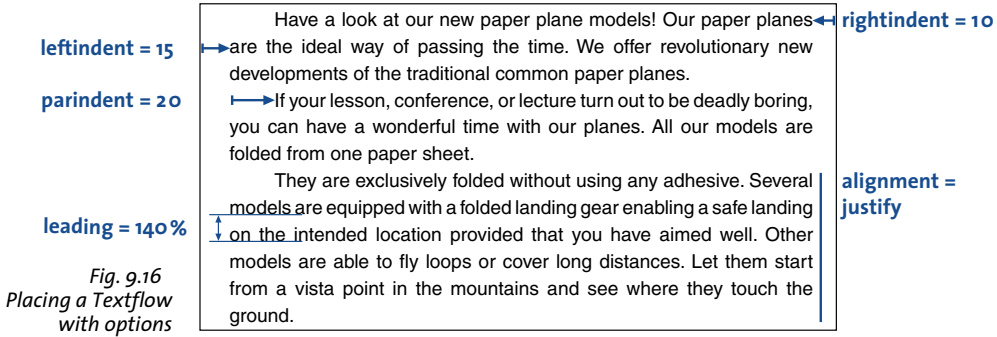 Have a look at our new paper plane models! Our paper planes
rightindent = 10
leftindent = 15
are the ideal way of passing the time. We offer revolutionary new
developments of the traditional common paper planes.
parindent = 20
If your lesson, conference, or lecture turn out to be deadly boring,
you can have a wonderful time with our planes. All our models are
folded from one paper sheet.
They are exclusively folded without using any adhesive. Several
models are equipped with a folded landing gear enabling a safe landing
on the intended location provided that you have aimed well. Other
models are able to fly loops or cover long distances. Let them start
from a vista point in the mountains and see where they touch the
ground.
alignment =
justify
leading = 140 %
Fig. 9.16
Placing a Textflow
with options